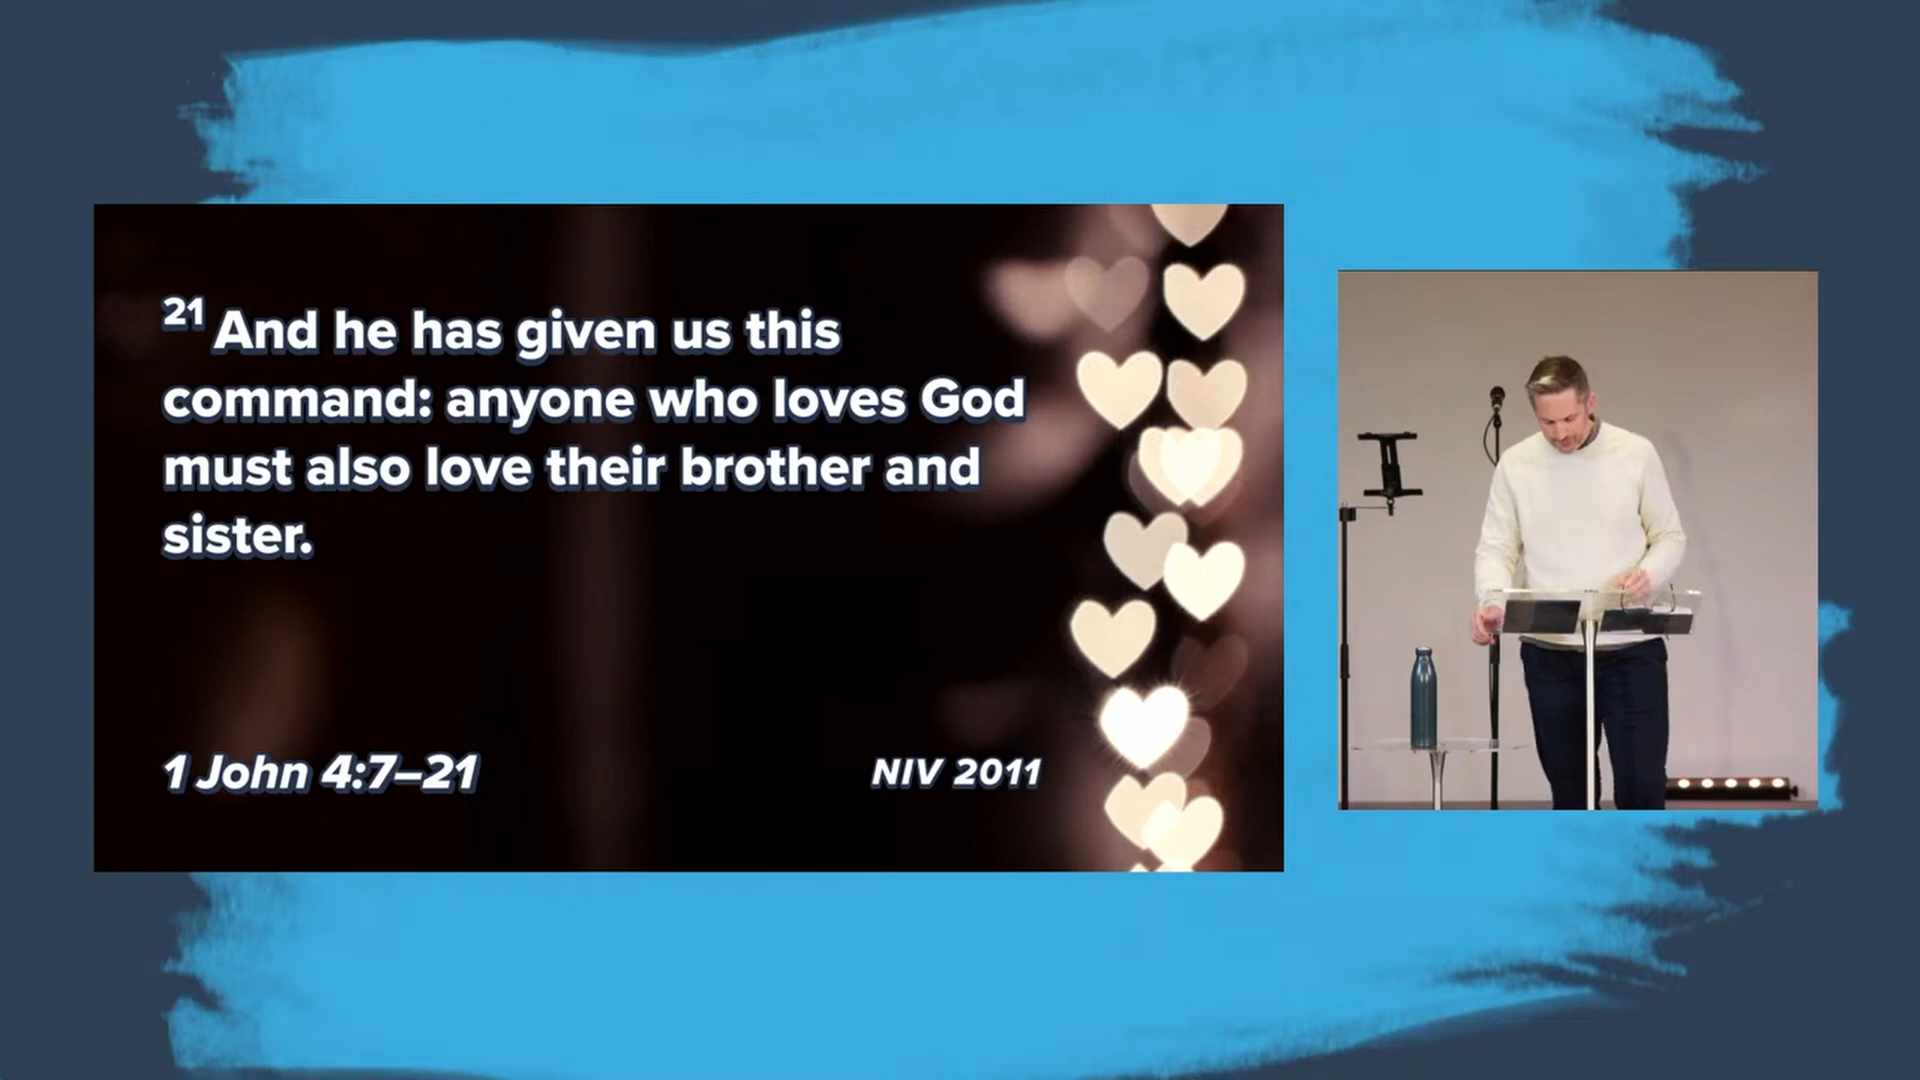 21 And he has given us this
command: anyone who loves God
must also love their brother and
sister.
1 John 4:7–21
NIV 2011